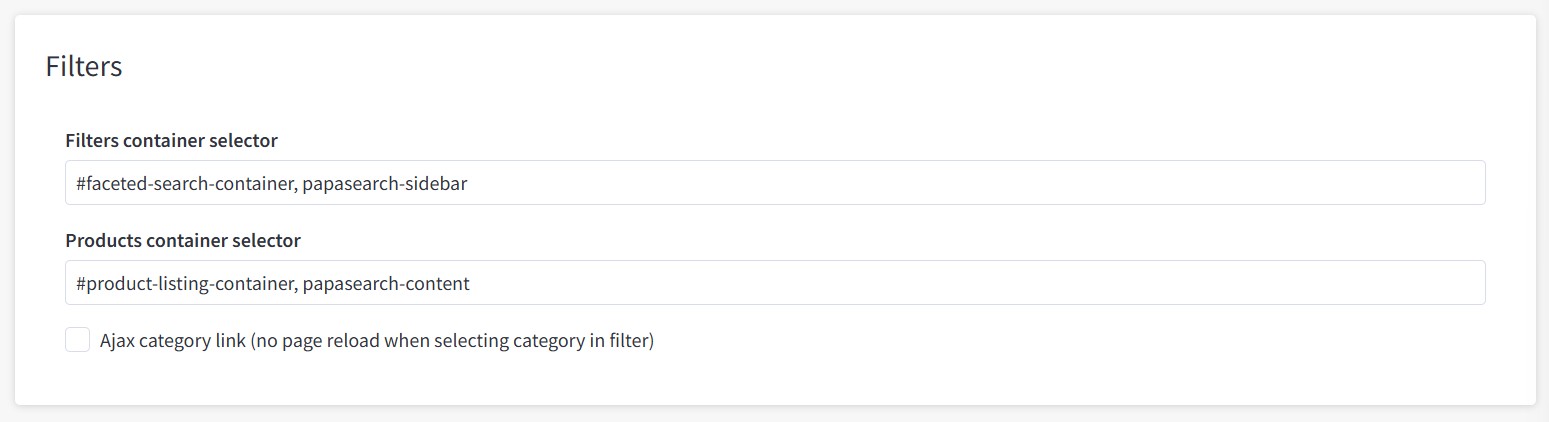 Filters
Filters container selector
#faceted-search-container, papasearch-sidebar
Products container selector
#product-listing-container, papasearch-content
Ajax category link (no page reload when selecting category in filter)